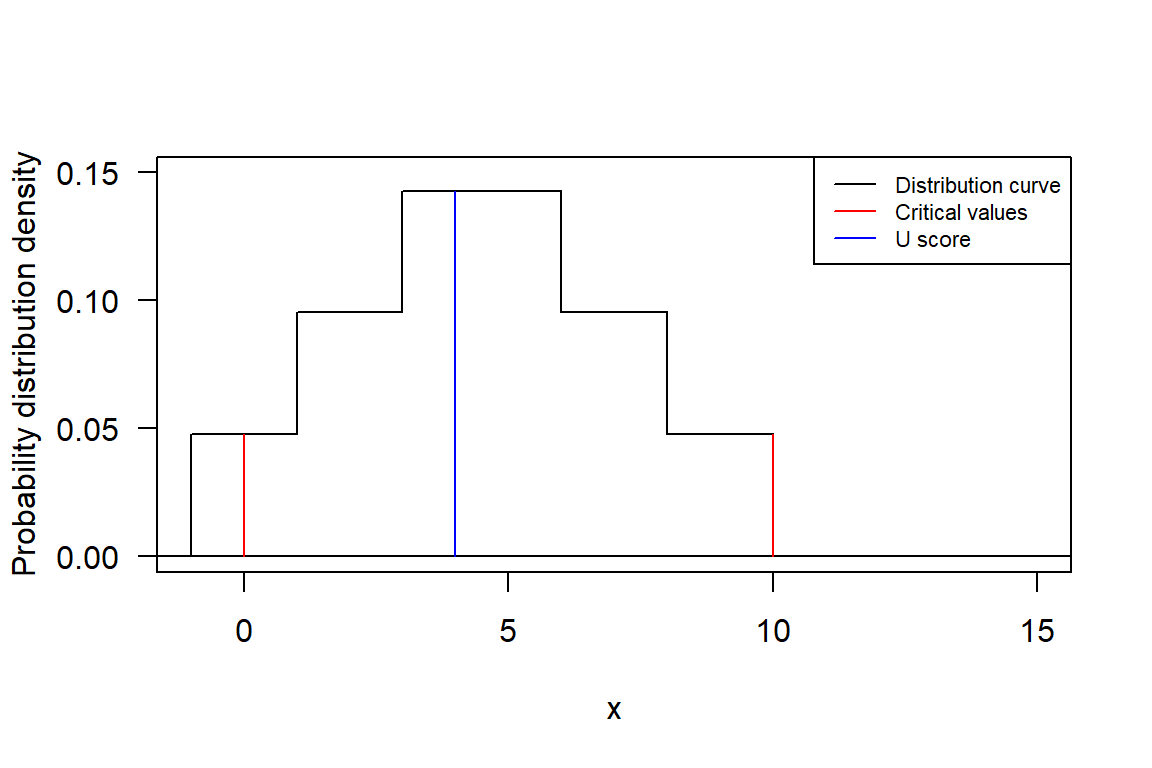 Probability distribution density
0.15
0.10
0.05
0.00
Distribution curve
Critical values
U score
0
5
10
15
x